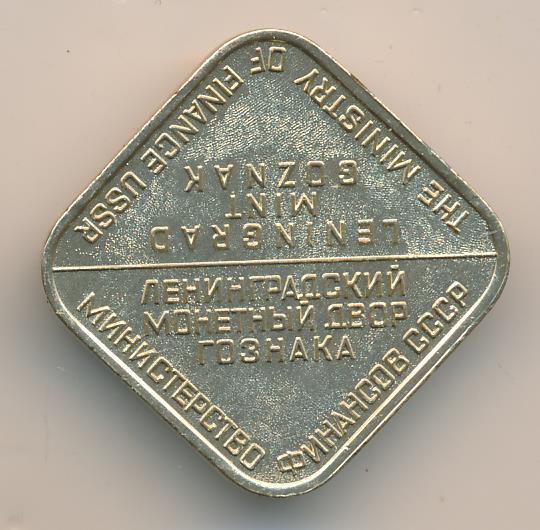 THE MINISTRY OF FINANCE USSR
LENINGRAD
MINT
GOZNAK
ЛЕНИНГРАДСКИЙ
МОНЕТНЫЙ ДВОР
ГОЗНАКА
МИНИСТЕРСТВО ФИНАНСОВ СССР